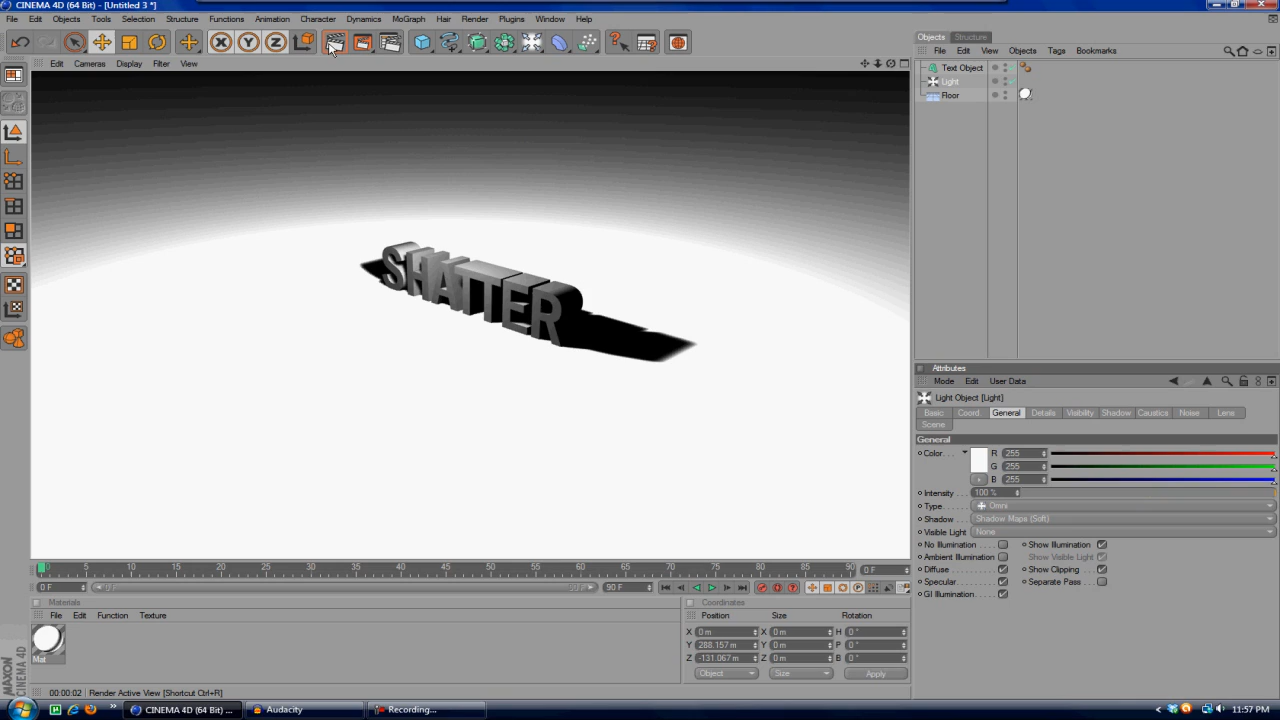 CINEMA 4D (64 Bit) - [Untitled 3 *]
File Edit Objects Tools Selection Structure Functions Animation Character Dynamics MoGraph Hair Render Plugins Window Help
X Y Z
Edit Cameras Display Filter View
SHATTER
Objects Structure
File Edit View Objects Tags Bookmarks
Text Object
Light
Floor
Attributes
Mode Edit User Data
Light Object [Light]
Basic Coord. General Details Visibility Shadow Caustics Noise Lens
Scene
General
Color R 255
G 255
B 255
Intensity 100 %
Type Omni
Shadow Shadow Maps (Soft)
Visible Light None
No Illumination Show Illumination
Ambient Illumination Show Visible Light
Diffuse Show Clipping
Specular Separate Pass
GI Illumination
0 5 10 15 20 25 30 35 40 45 50 55 60 65 70 75 80 85 90 0 F
0 F 0 F 90 F 90 F
Materials
File Edit Function Texture
Mat
Coordinates
Position Size Rotation
X 0 m X 0 m H 0 °
Y 288.157 m Y 0 m P 0 °
Z -131.067 m Z 0 m B 0 °
Object Size Apply
MAXON
CINEMA 4D
00:00:02 Render Active View [Shortcut Ctrl+R]
CINEMA 4D (64 Bit) - ... Audacity Recording... 11:57 PM